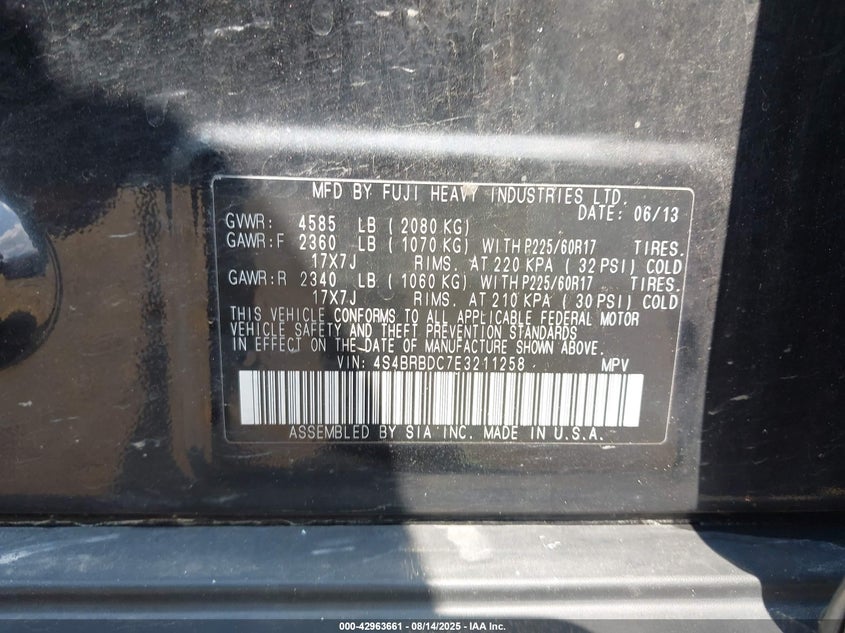 MFD BY FUJI HEAVY INDUSTRIES LTD.
DATE: 06/13
GVWR: 4585 LB (2080 KG)
GAWR:F 2360 LB (1070 KG) WITH P225/60R17 TIRES.
17X7J RIMS. AT 220 KPA (32 PSI) COLD
GAWR:R 2340 LB (1060 KG) WITH P225/60R17 TIRES.
17X7J RIMS. AT 210 KPA (30 PSI) COLD
THIS VEHICLE CONFORMS TO ALL APPLICABLE FEDERAL MOTOR
VEHICLE SAFETY AND THEFT PREVENTION STANDARDS
IN EFFECT ON THE DATE OF MANUFACTURE SHOWN ABOVE.
VIN: 4S4BRBDC7E3211258 MPV
ASSEMBLED BY SIA INC. MADE IN U.S.A.
000-42963661 - 08/14/2025 - IAA Inc.